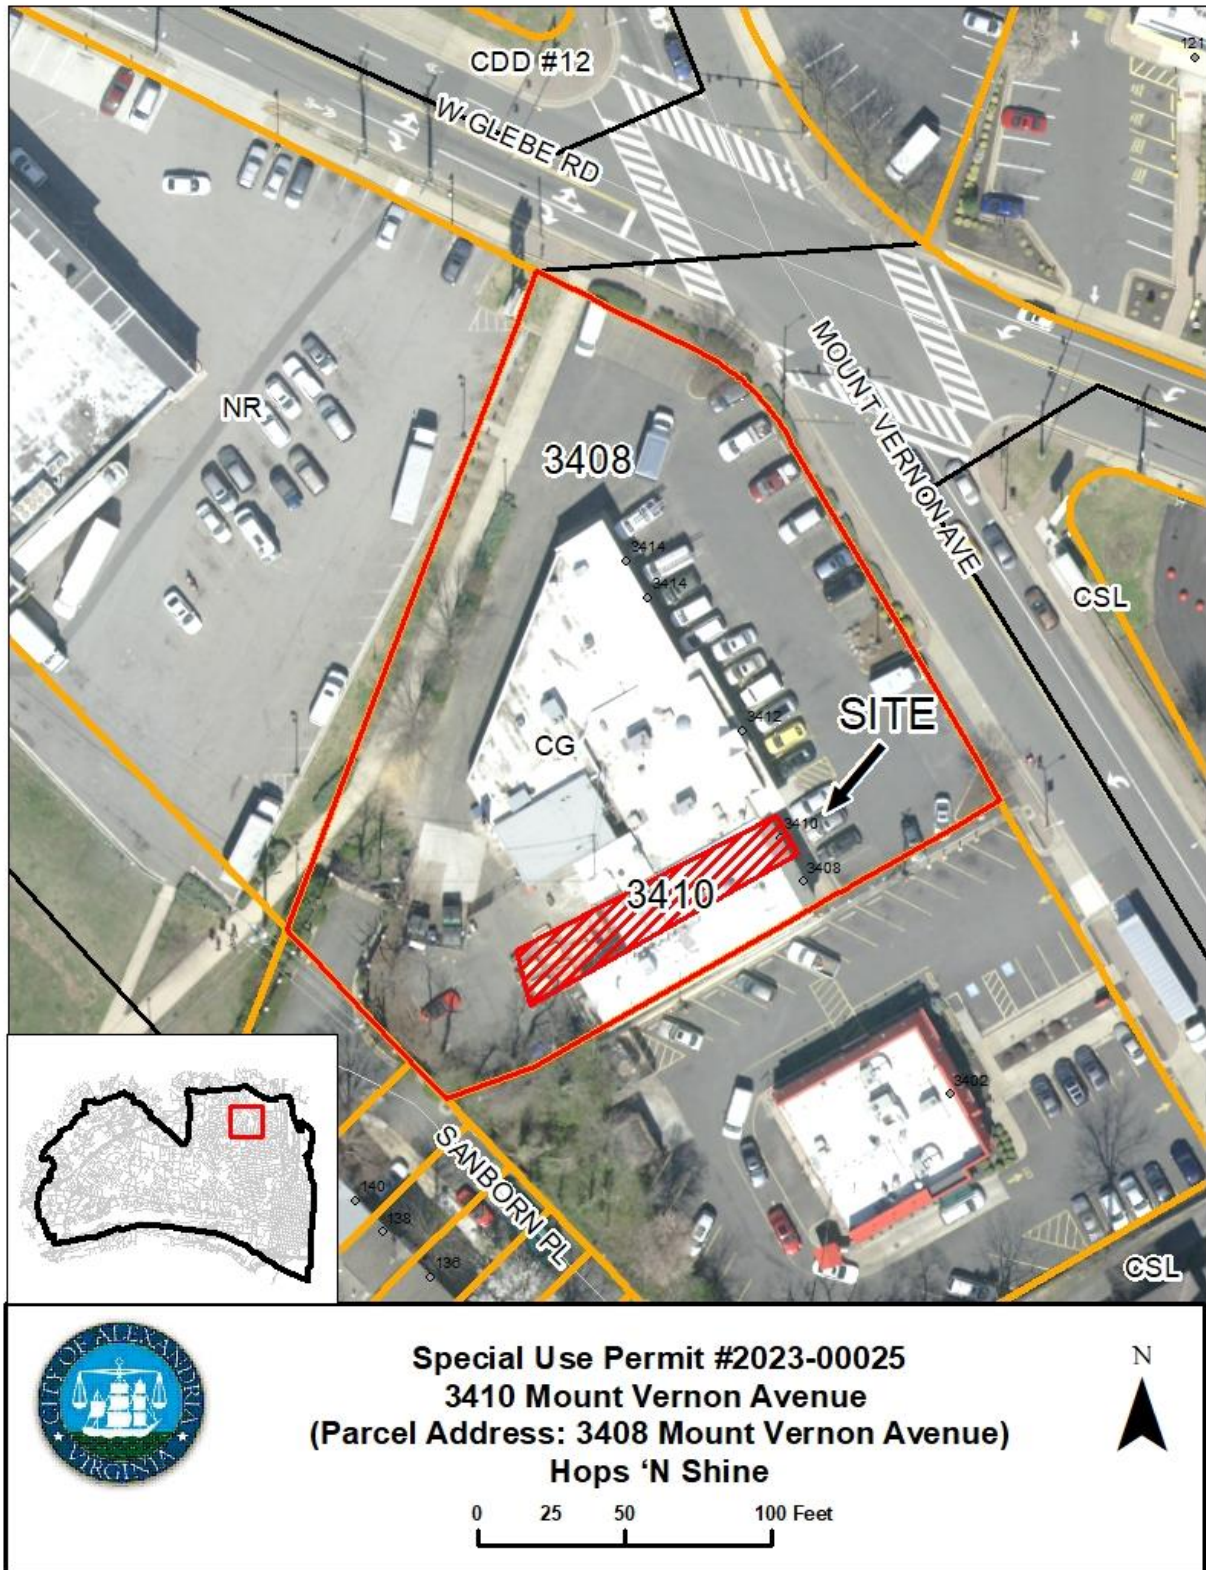 CDD #12
121
W GLEBE RD
MOUNT VERNON AVE
NR
3408
3414
3414
CSL
SITE
3412
CG
3410
3408
3410
3402
SANBORN PL
140
138
136
CSL
CITY OF ALEXANDRIA
VIRGINIA
Special Use Permit #2023-00025
3410 Mount Vernon Avenue
(Parcel Address: 3408 Mount Vernon Avenue)
Hops ‘N Shine
N
0 25 50 100 Feet